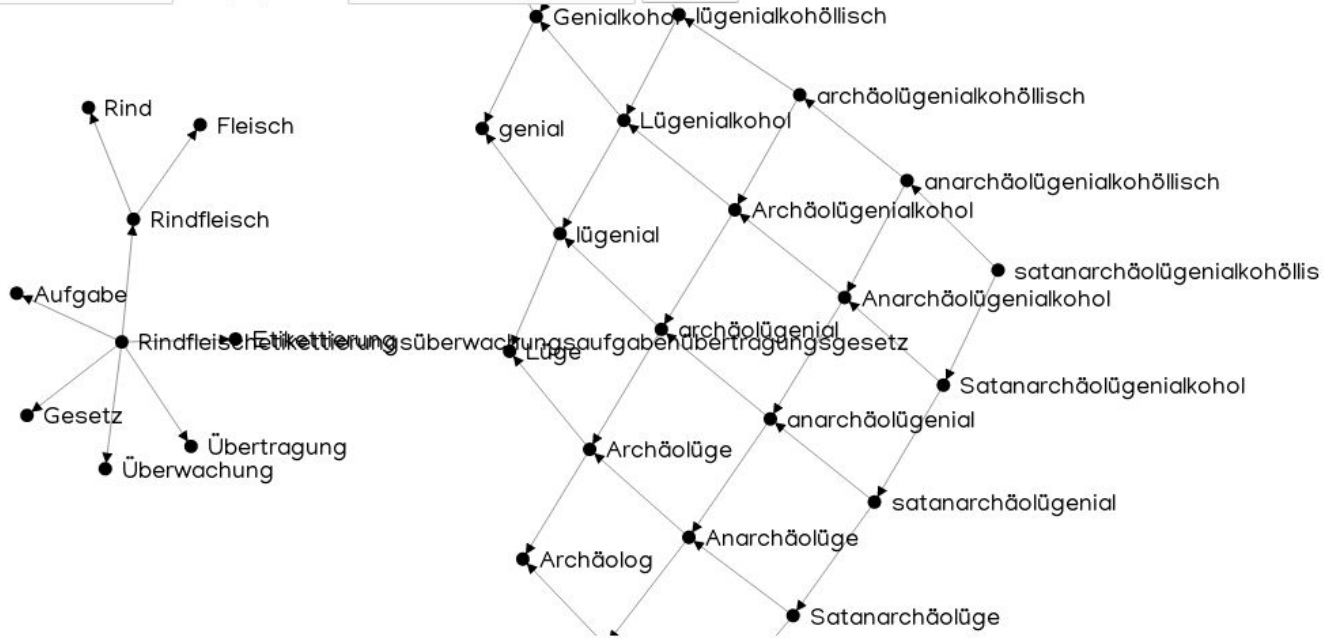 Genialkohol
lügenialkohöllisch
Rind
archäolügenialkohöllisch
Fleisch
Lügenialkohol
genial
anarchäolügenialkohöllisch
Archäolügenialkohol
Rindfleisch
lügenial
satanarchäolügenialkohöllis
Aufgabe
Anarchäolügenialkohol
archäolügenial
Etikettierung
Rindfleischetikettierungsüberwachungsaufgabenübertragungsgesetz
Lüge
Satanarchäolügenialkohol
Gesetz
anarchäolügenial
Übertragung
Archäolüge
Überwachung
satanarchäolügenial
Anarchäolüge
Archäolog
Satanarchäolüge